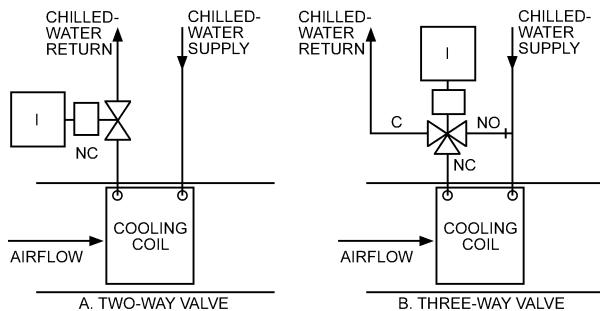 CHILLED-
WATER
RETURN
CHILLED-
WATER
SUPPLY
I
NC
COOLING
COIL
AIRFLOW
A. TWO-WAY VALVE
CHILLED-
WATER
RETURN
CHILLED-
WATER
SUPPLY
I
C
NO
NC
COOLING
COIL
AIRFLOW
B. THREE-WAY VALVE